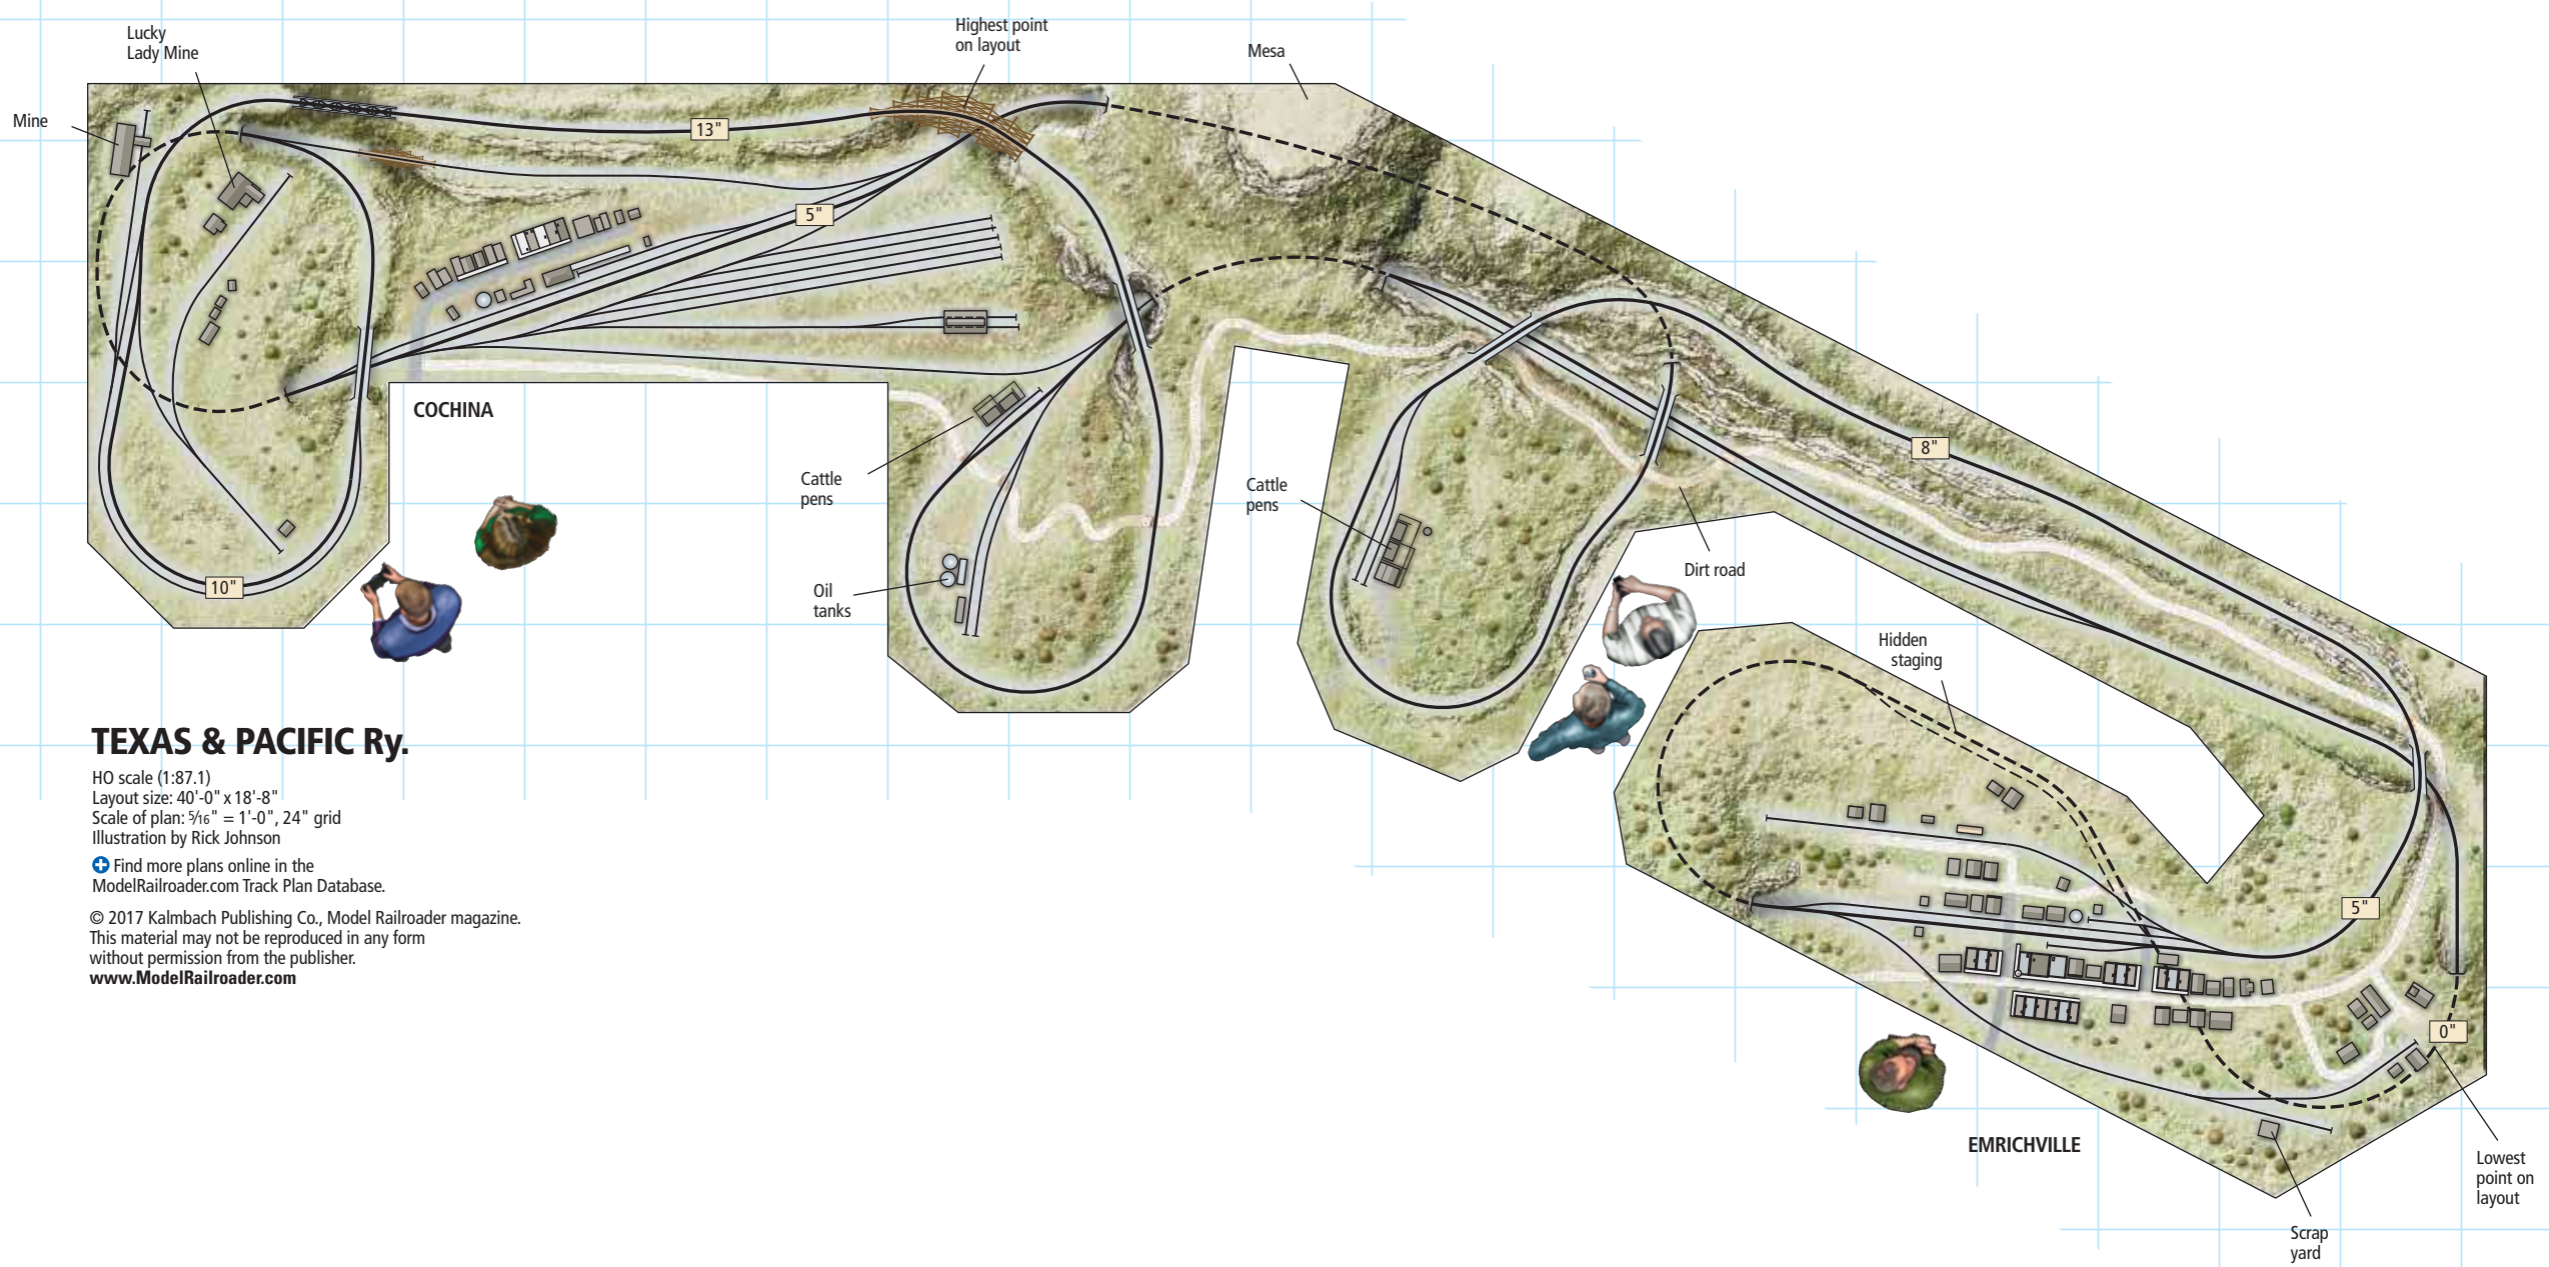 Lucky
Lady Mine
Mine
Highest point
on layout
Mesa
13"
5"
COCHINA
Cattle
pens
Oil
tanks
10"
Cattle
pens
Dirt road
8"
Hidden
staging
5"
0"
EMRICHVILLE
Lowest
point on
layout
Scrap
yard
TEXAS & PACIFIC Ry.
HO scale (1:87.1)
Layout size: 40'-0" x 18'-8"
Scale of plan: 5/16" = 1'-0", 24" grid
Illustration by Rick Johnson
Find more plans online in the
ModelRailroader.com Track Plan Database.
© 2017 Kalmbach Publishing Co., Model Railroader magazine.
This material may not be reproduced in any form
without permission from the publisher.
www.ModelRailroader.com